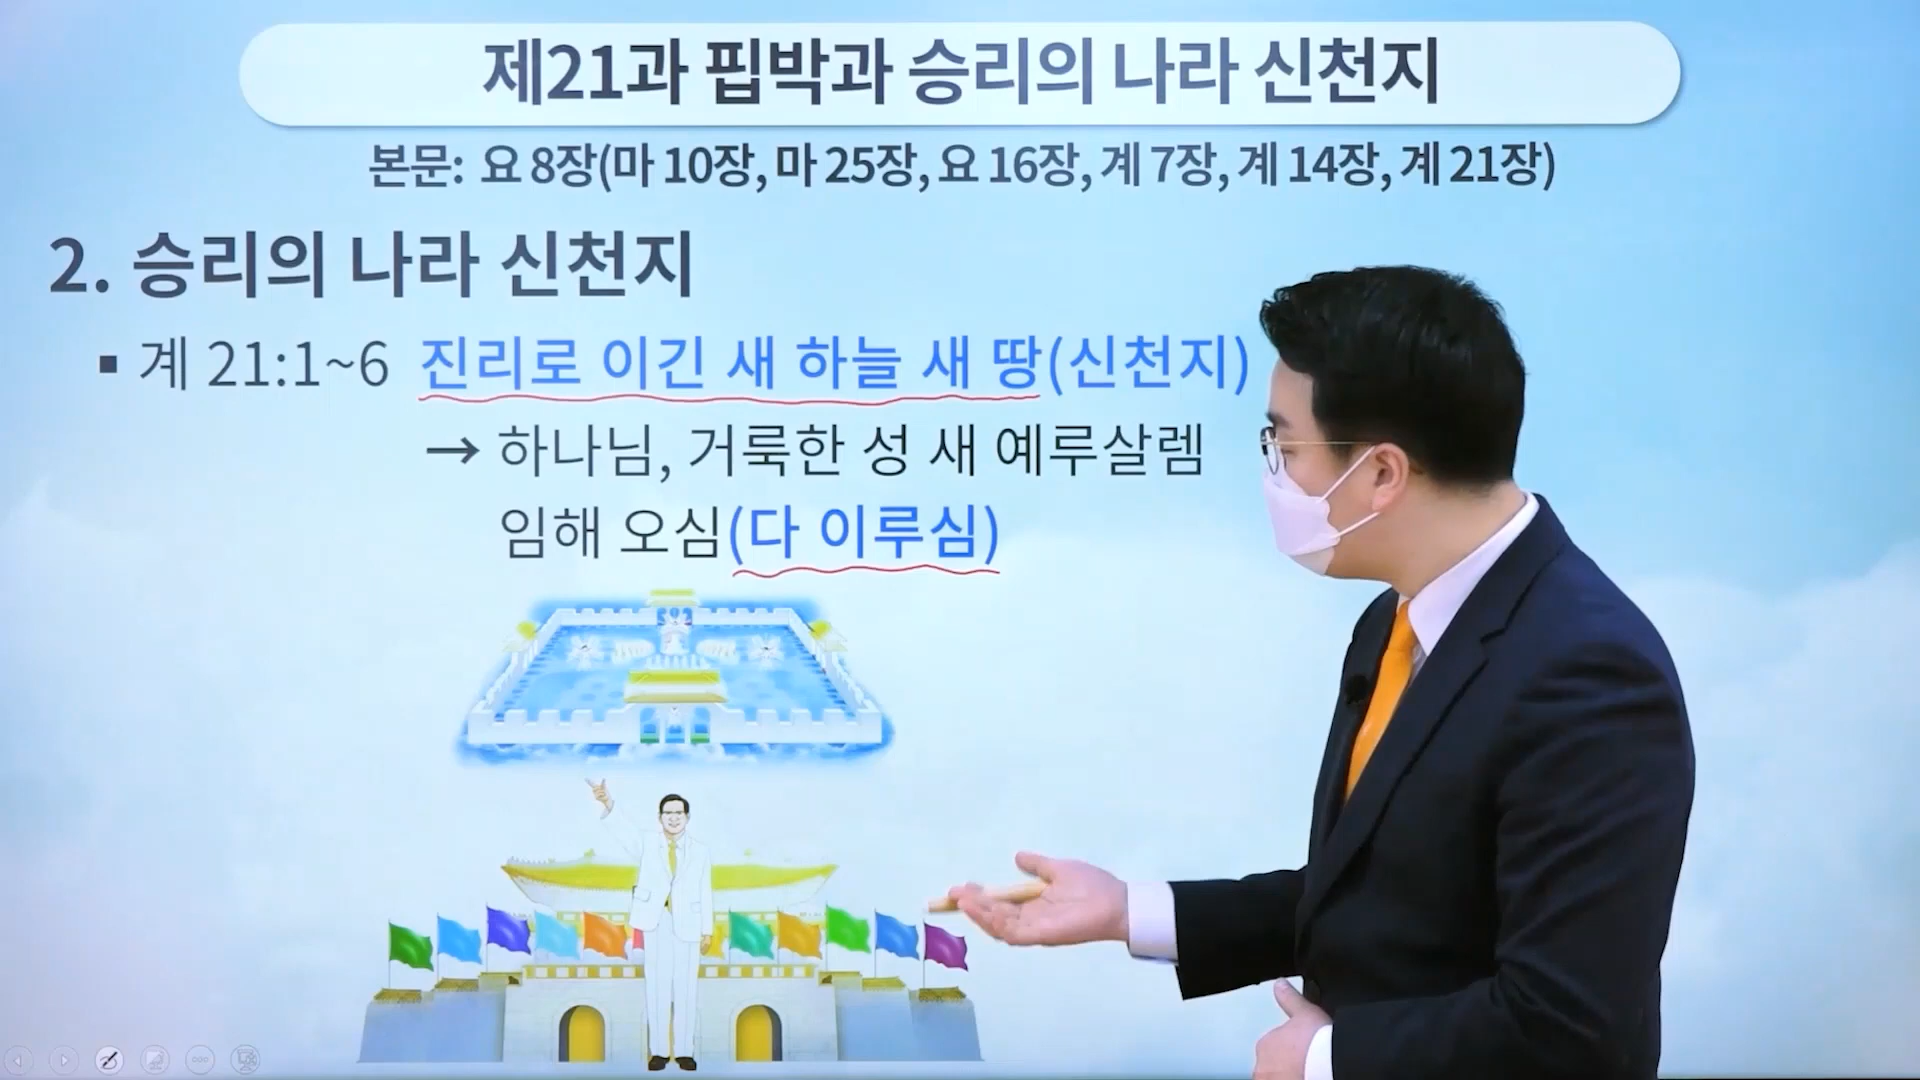 제21과 핍박과 승리의 나라 신천지
본문: 요 8장(마 10장, 마 25장, 요 16장, 계 7장, 계 14장, 계 21장)
2. 승리의 나라 신천지
▪ 계 21:1~6 진리로 이긴 새 하늘 새 땅(신천지)
→ 하나님, 거룩한 성 새 예루살렘
임해 오심(다 이루심)